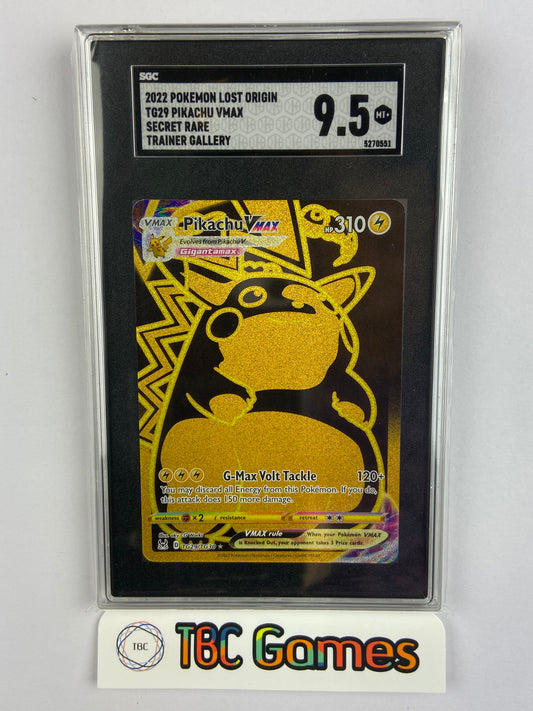 SGC
2022 POKEMON LOST ORIGIN
TG29 PIKACHU VMAX
SECRET RARE
TRAINER GALLERY
9.5 MT+
5270551
VMAX Pikachu VMAX HP 310
Evolves from Pikachu V
Gigantamax
G-Max Volt Tackle 120+
You may discard all Energy from this Pokémon. If you do,
this attack does 150 more damage.
weakness ×2 resistance retreat
VMAX rule When your Pokémon VMAX
is Knocked Out, your opponent takes 3 Prize cards.
TG29/TG30
TBC TBC Games